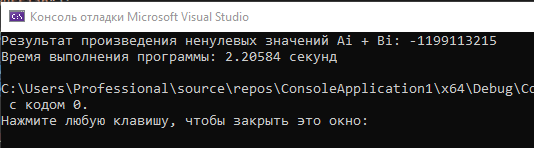 Консоль отладки Microsoft Visual Studio
Результат произведения ненулевых значений Ai + Bi: -1199113215
Время выполнения программы: 2.20584 секунд
C:\Users\Professional\source\repos\ConsoleApplication1\x64\Debug\Co
с кодом 0.
Нажмите любую клавишу, чтобы закрыть это окно: